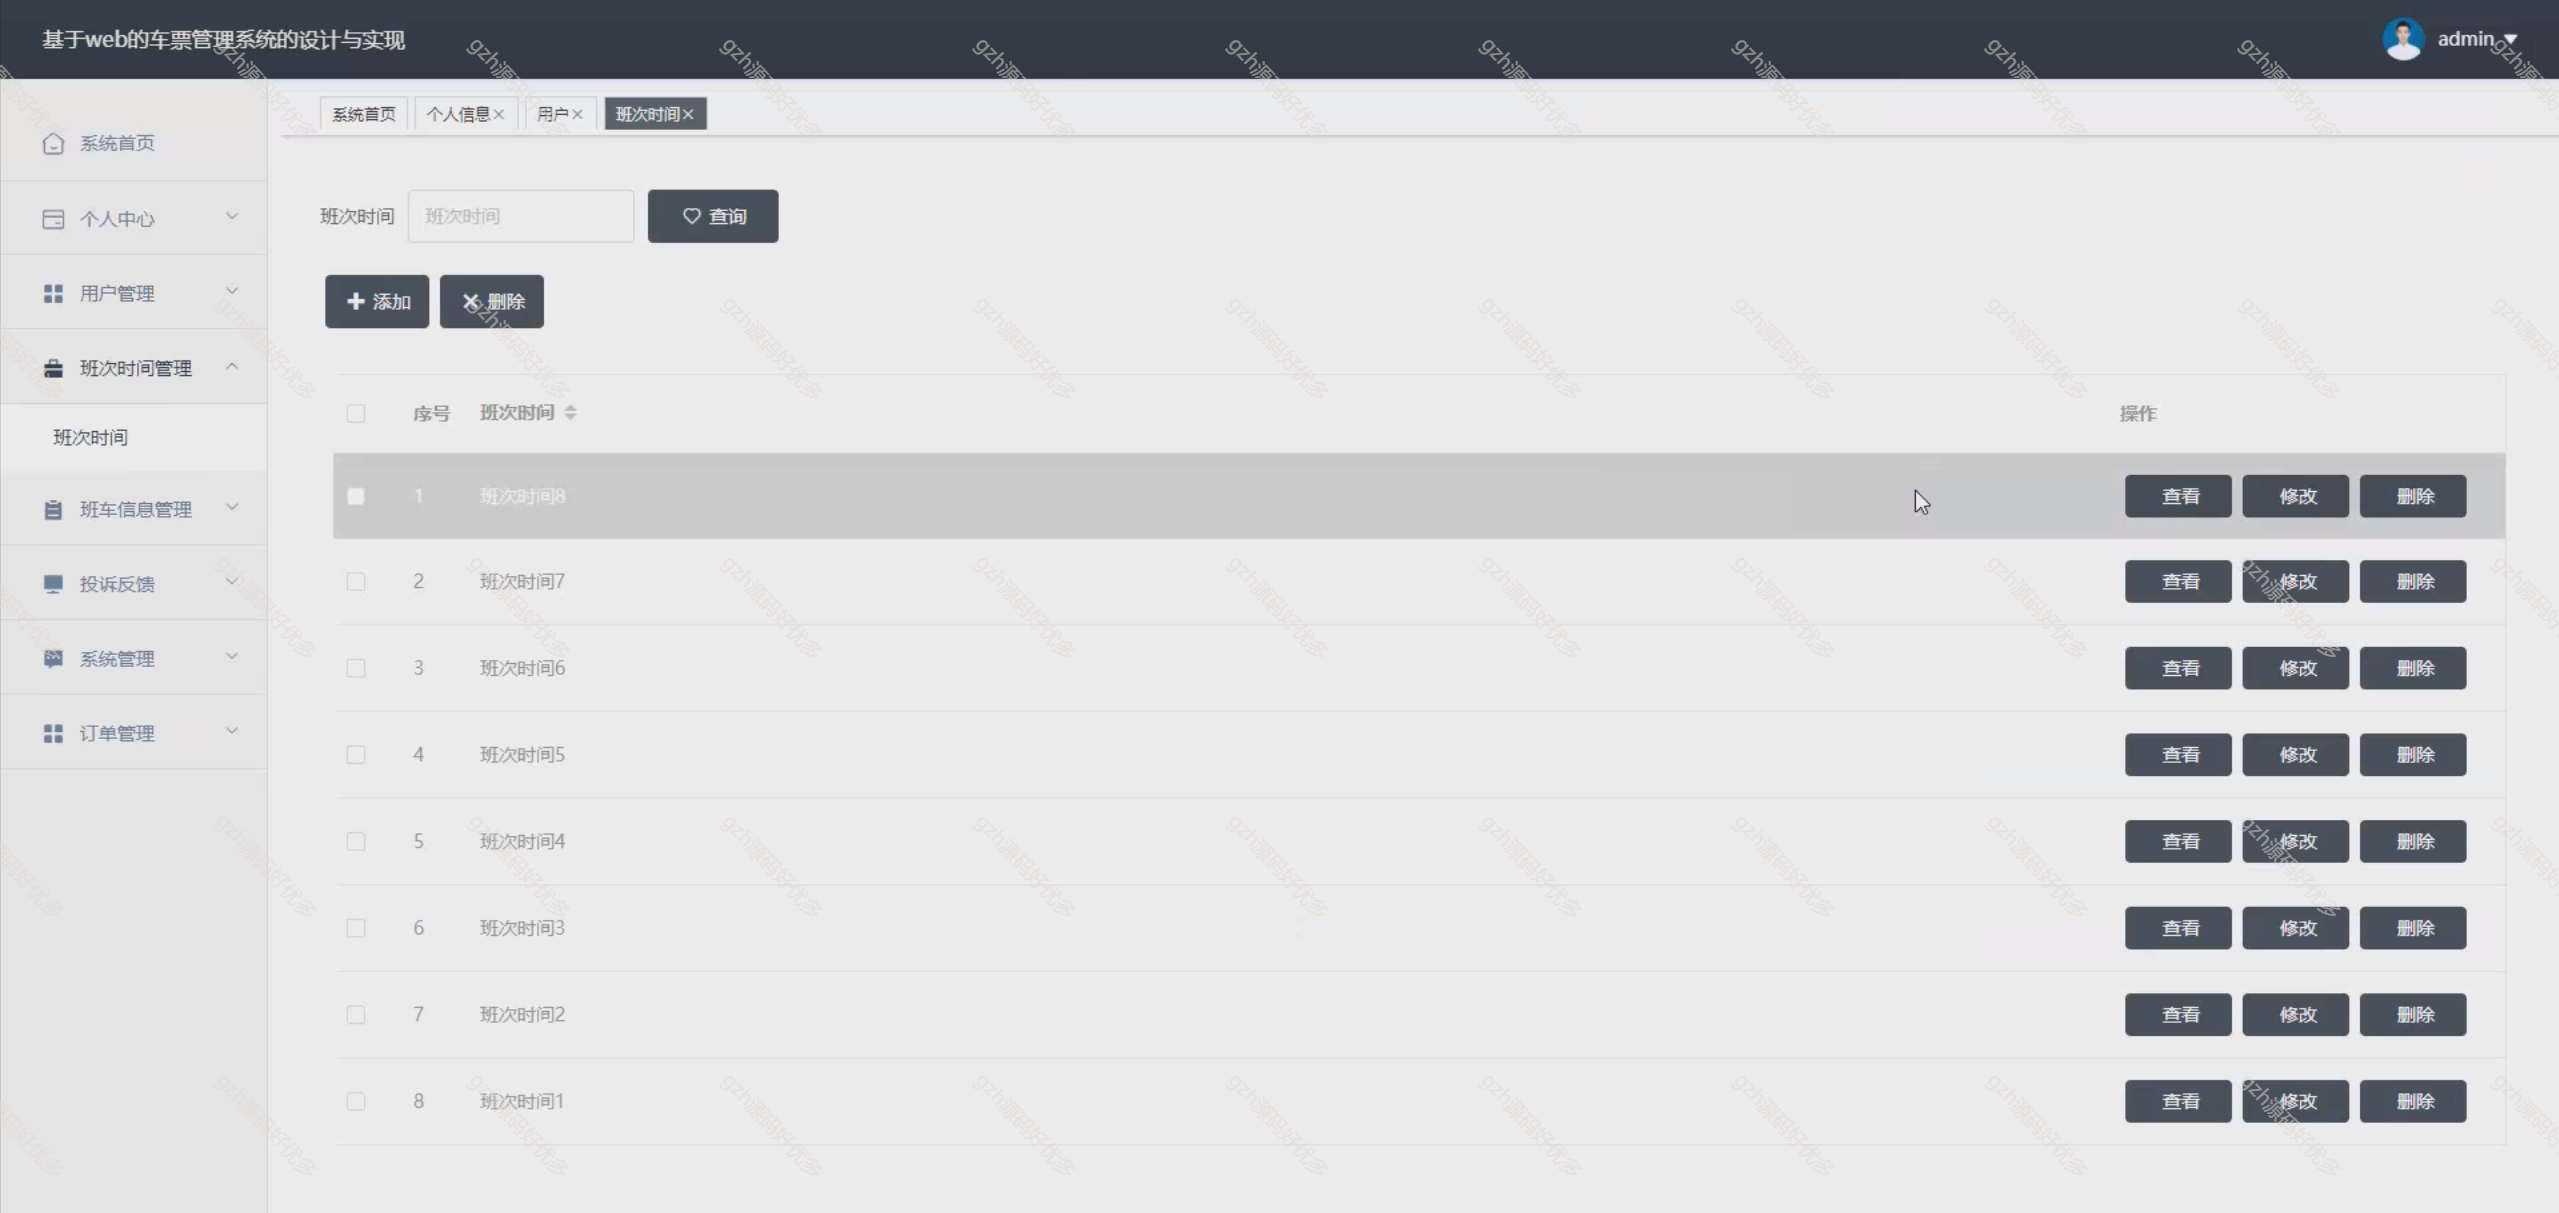 基于web的车票管理系统的设计与实现
admin
系统首页 个人信息 用户 班次时间
系统首页
个人中心
用户管理
班次时间管理
班次时间
班车信息管理
投诉反馈
系统管理
订单管理
班次时间 班次时间 查询
添加 删除
序号 班次时间 操作
1 班次时间8 查看 修改 删除
2 班次时间7 查看 修改 删除
3 班次时间6 查看 修改 删除
4 班次时间5 查看 修改 删除
5 班次时间4 查看 修改 删除
6 班次时间3 查看 修改 删除
7 班次时间2 查看 修改 删除
8 班次时间1 查看 修改 删除
gzh源码好优多